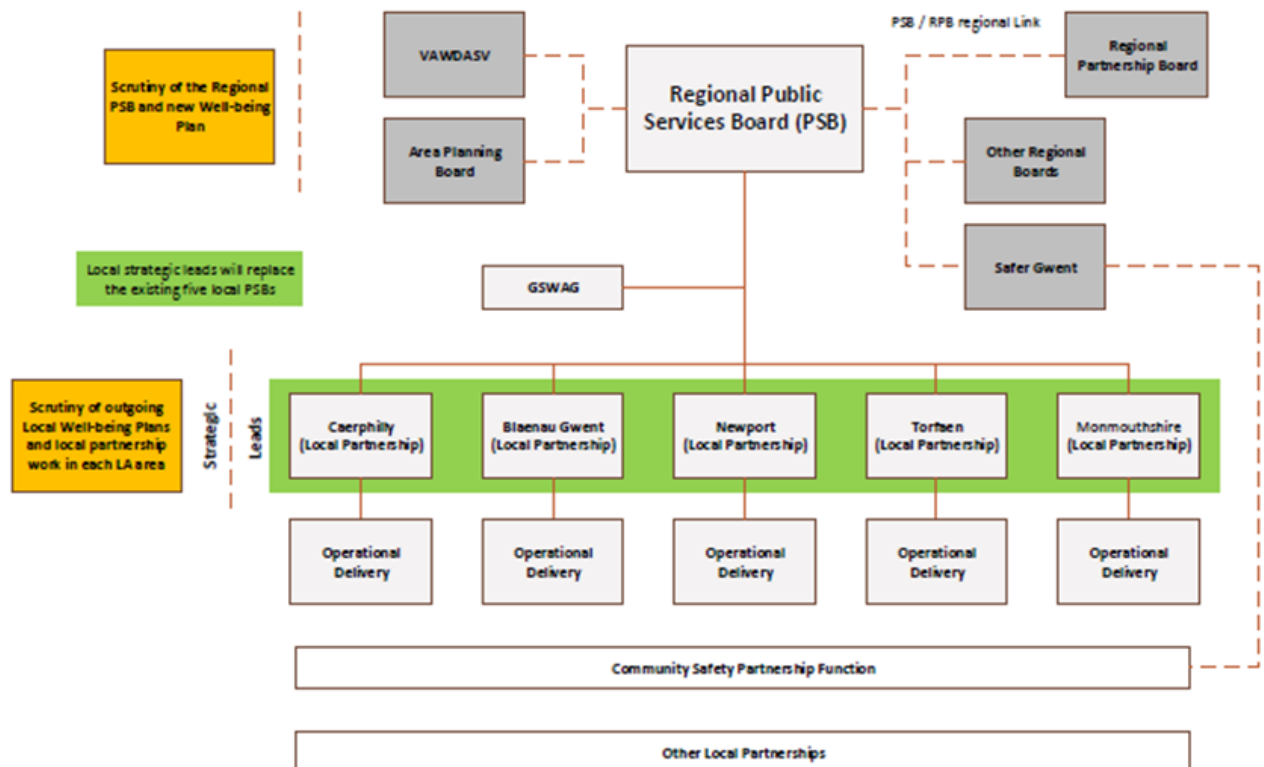 PSB / RPB regional Link
VAWDASV
Regional
Partnership Board
Scrutiny of the Regional
PSB and new Well-being
Plan
Regional Public
Services Board (PSB)
Area Planning
Board
Other Regional
Boards
Safer Gwent
Local strategic leads will replace
the existing five local PSBs
GSWAG
Scrutiny of outgoing
Local Well-being Plans
and local partnership
work in each LA area
Strategic
Leads
Caerphilly
(Local Partnership)
Blaenau Gwent
(Local Partnership)
Newport
(Local Partnership)
Torfaen
(Local Partnership)
Monmouthshire
(Local Partnership)
Operational
Delivery
Operational
Delivery
Operational
Delivery
Operational
Delivery
Operational
Delivery
Community Safety Partnership Function
Other Local Partnerships